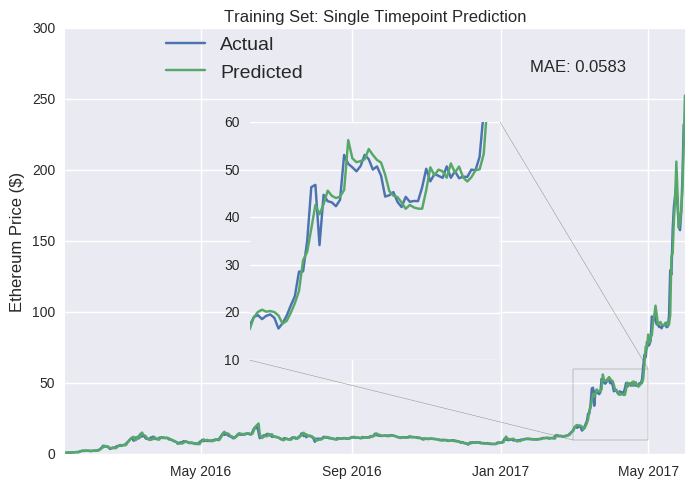 Training Set: Single Timepoint Prediction
300
250
200
150
100
50
0
Ethereum Price ($)
Actual
Predicted
MAE: 0.0583
60
50
40
30
20
10
May 2016
Sep 2016
Jan 2017
May 2017